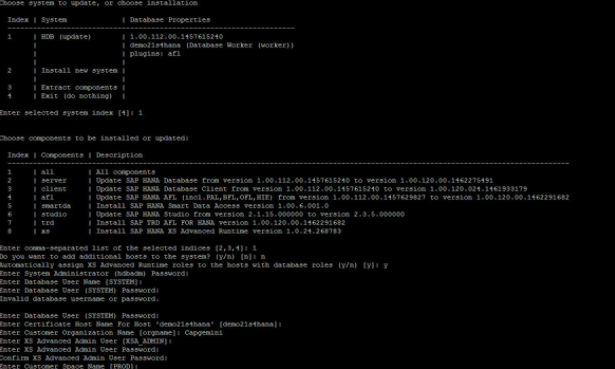 Choose system to update, or choose installation
Index | System | Database Properties
1 | HDB (update) | 1.00.112.00.1457615240
| | demo21s4hana (Database Worker (worker))
| | plugins: afl
| |
2 | Install new system |
| |
3 | Extract components |
4 | Exit (do nothing) |
Enter selected system index [4]: 1
Choose components to be installed or updated:
Index | Components | Description
1 | all | All components
2 | server | Update SAP HANA Database from version 1.00.112.00.1457615240 to version 1.00.120.00.1462275491
3 | client | Update SAP HANA Database Client from version 1.00.112.00.1457615240 to version 1.00.120.024.1461933179
4 | afl | Update SAP HANA AFL (incl.PAL,BFL,OFL,HIE) from version 1.00.112.00.1457629827 to version 1.00.120.00.1462291682
5 | smartda | Install SAP HANA Smart Data Access version 1.00.6.001.0
6 | studio | Update SAP HANA Studio from version 2.1.15.000000 to version 2.3.5.000000
7 | trd | Install SAP TRD AFL FOR HANA version 1.00.120.00.1462291682
8 | xs | Install SAP HANA XS Advanced Runtime version 1.0.24.268783
Enter comma-separated list of the selected indices [2,3,4]: 1
Do you want to add additional hosts to the system? (y/n) [n]: n
Automatically assign XS Advanced Runtime roles to the hosts with database roles (y/n) [y]: y
Enter System Administrator (hdbadm) Password:
Enter Database User Name [SYSTEM]:
Enter Database User (SYSTEM) Password:
Invalid database username or password.
Enter Database User (SYSTEM) Password:
Enter Certificate Host Name For Host 'demo21s4hana' [demo21s4hana]:
Enter Customer Organization Name [orgname]: Capgemini
Enter XS Advanced Admin User [XSA_ADMIN]:
Enter XS Advanced Admin User Password:
Confirm XS Advanced Admin User Password:
Enter Customer Space Name [PROD]: